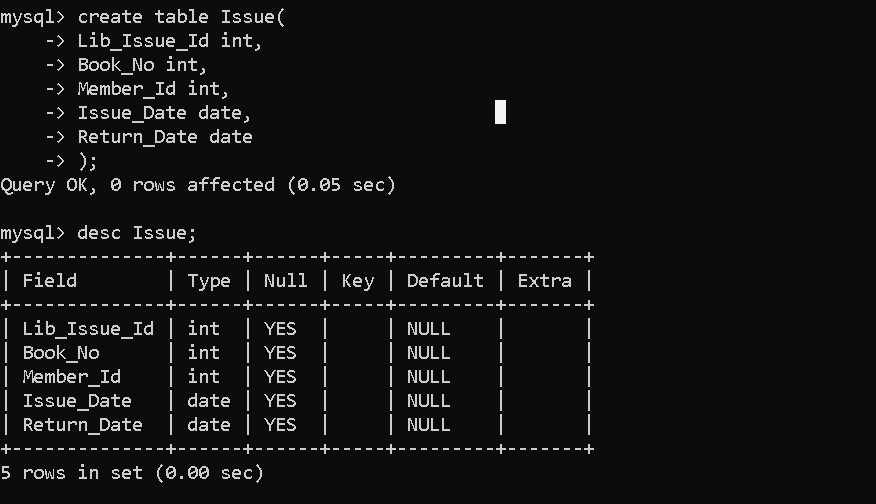 mysql> create table Issue(
    -> Lib_Issue_Id int,
    -> Book_No int,
    -> Member_Id int,
    -> Issue_Date date,
    -> Return_Date date
    -> );
Query OK, 0 rows affected (0.05 sec)

mysql> desc Issue;
+--------------+------+------+-----+---------+-------+
| Field        | Type | Null | Key | Default | Extra |
+--------------+------+------+-----+---------+-------+
| Lib_Issue_Id | int  | YES  |     | NULL    |       |
| Book_No      | int  | YES  |     | NULL    |       |
| Member_Id    | int  | YES  |     | NULL    |       |
| Issue_Date   | date | YES  |     | NULL    |       |
| Return_Date  | date | YES  |     | NULL    |       |
+--------------+------+------+-----+---------+-------+
5 rows in set (0.00 sec)